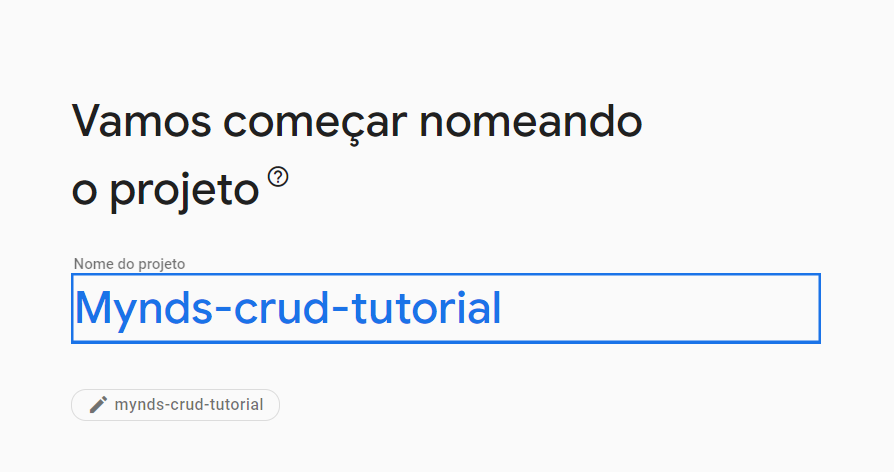 Vamos começar nomeando
o projeto
Nome do projeto
Mynds-crud-tutorial
mynds-crud-tutorial